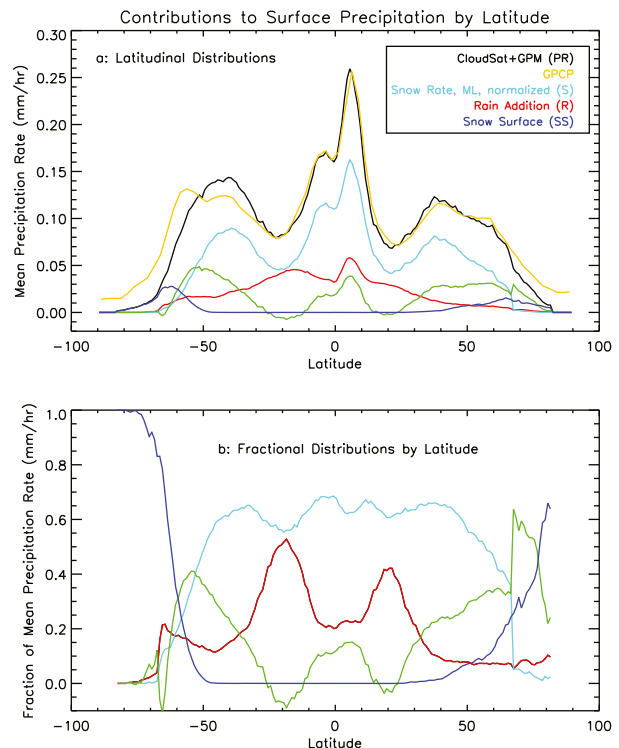 Contributions to Surface Precipitation by Latitude
0.30
0.25
0.20
0.15
0.10
0.05
0.00
Mean Precipitation Rate (mm/hr)
a: Latitudinal Distributions
CloudSat+GPM (PR)
GPCP
Snow Rate, ML, normalized (S)
Rain Addition (R)
Snow Surface (SS)
-100 -50 0 50 100
Latitude
1.0
0.8
0.6
0.4
0.2
0.0
Fraction of Mean Precipitation Rate (mm/hr)
b: Fractional Distributions by Latitude
-100 -50 0 50 100
Latitude